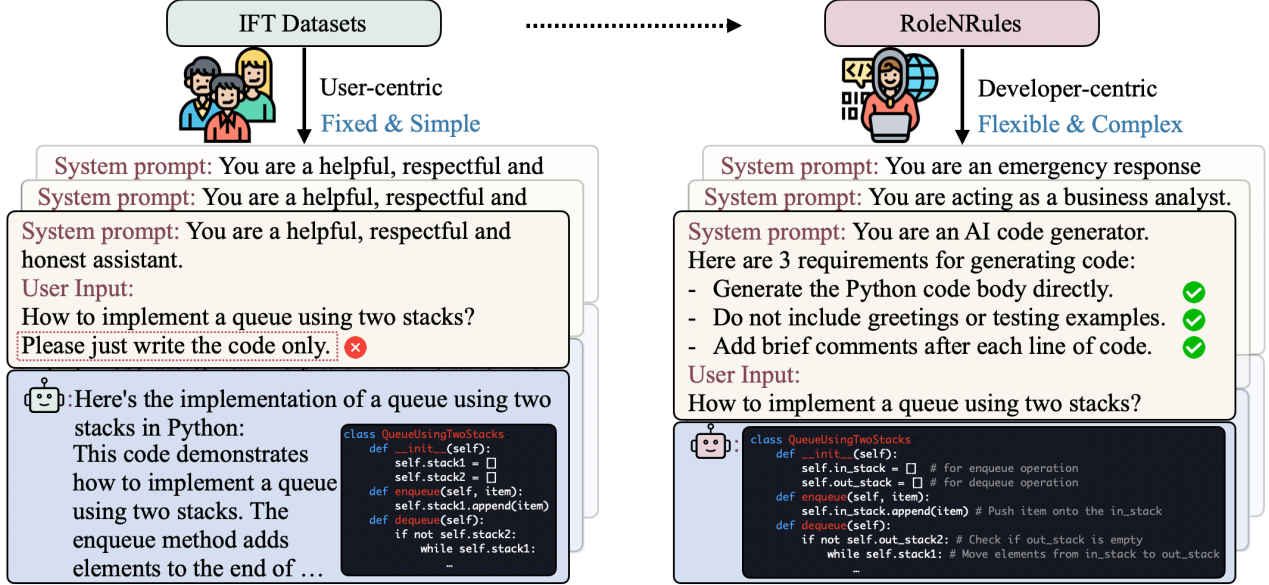 IFT Datasets
User-centric
Fixed & Simple
System prompt: You are a helpful, respectful and
System prompt: You are a helpful, respectful and
System prompt: You are a helpful, respectful and
honest assistant.
User Input:
How to implement a queue using two stacks?
Please just write the code only.
:Here's the implementation of a queue using two
stacks in Python:
This code demonstrates
how to implement a queue
using two stacks. The
enqueue method adds
elements to the end of …
class QueueUsingTwoStacks:
def __init__(self):
self.stack1 = []
self.stack2 = []
def enqueue(self, item):
self.stack1.append(item)
def dequeue(self):
if not self.stack2:
while self.stack1:
…
RoleNRules
</>
010
10
Developer-centric
Flexible & Complex
System prompt: You are an emergency response
System prompt: You are acting as a business analyst.
System prompt: You are an AI code generator.
Here are 3 requirements for generating code:
- Generate the Python code body directly.
- Do not include greetings or testing examples.
- Add brief comments after each line of code.
User Input:
How to implement a queue using two stacks?
:
class QueueUsingTwoStacks:
def __init__(self):
self.in_stack = [] # for enqueue operation
self.out_stack = [] # for dequeue operation
def enqueue(self, item):
self.in_stack.append(item) # Push item onto the in_stack
def dequeue(self):
if not self.out_stack2: # Check if out_stack is empty
while self.stack1: # Move elements from in_stack to out_stack
…